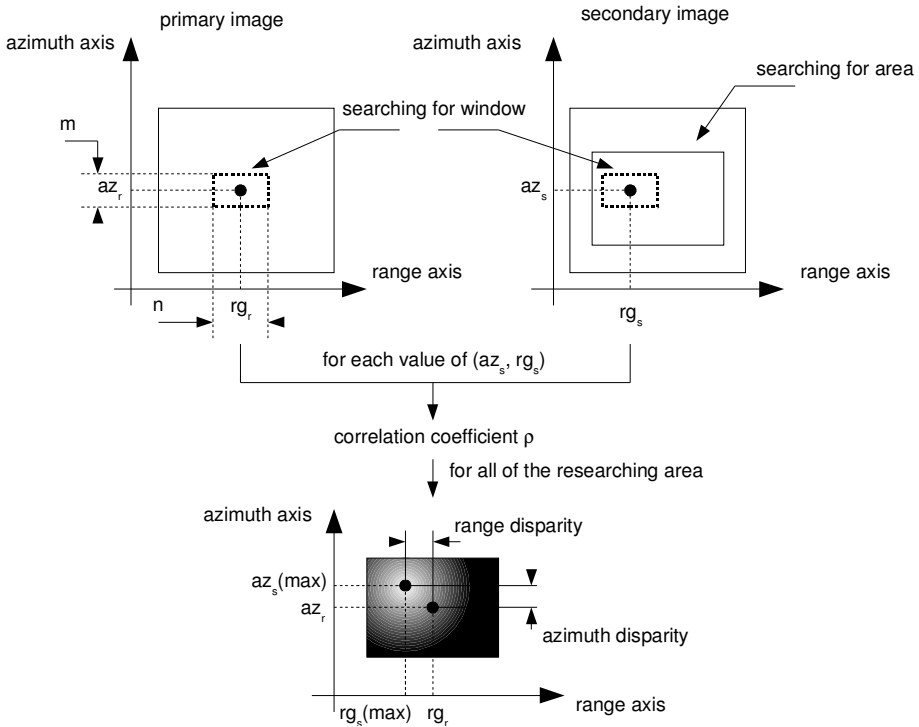 primary image
secondary image
azimuth axis
azimuth axis
searching for area
searching for window
m
az_r
az_s
range axis
range axis
n
rg_r
rg_s
for each value of (az_s, rg_s)
correlation coefficient ρ
for all of the researching area
azimuth axis
range disparity
az_s(max)
az_r
azimuth disparity
rg_s(max)
rg_r
range axis